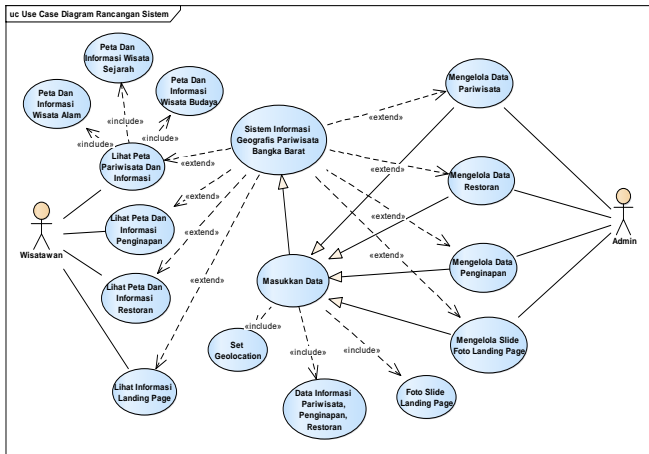 uc Use Case Diagram Rancangan Sistem
Peta Dan
Informasi Wisata
Sejarah
Peta Dan
Informasi
Wisata Alam
Peta Dan
Informasi
Wisata Budaya
«include»
«include»
«include»
Lihat Peta
Pariwisata Dan
Informasi
Sistem Informasi
Geografis Pariwisata
Bangka Barat
Mengelola Data
Pariwisata
«extend»
«extend»
«extend»
«extend»
Mengelola Data
Restoran
Lihat Peta Dan
Informasi
Penginapan
«extend»
«extend»
Wisatawan
Admin
Mengelola Data
Penginapan
«extend»
«extend»
Lihat Peta Dan
Informasi
Restoran
Masukkan Data
Mengelola Slide
Foto Landing Page
«include»
«include»
«include»
Set
Geolocation
Lihat Informasi
Landing Page
Data Informasi
Pariwisata,
Penginapan,
Restoran
Foto Slide
Landing Page